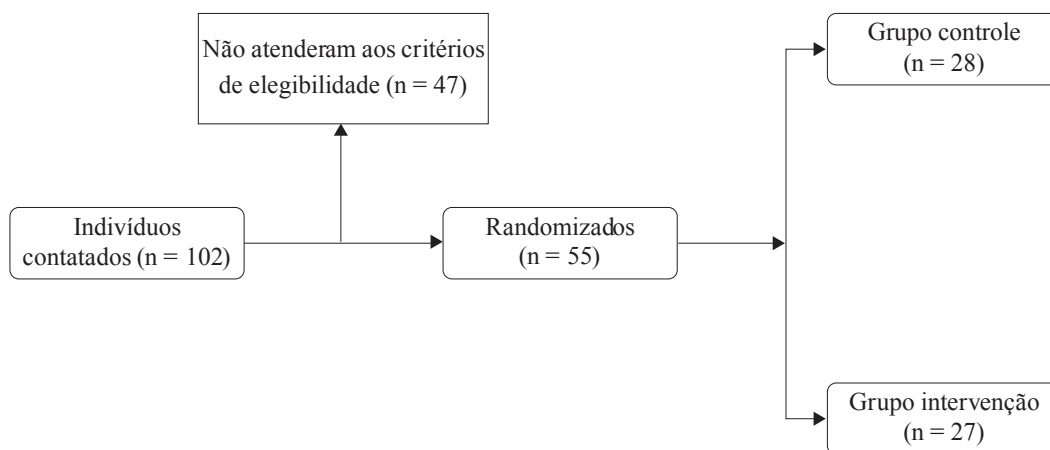 Não atenderam aos critérios
de elegibilidade (n = 47)
Indivíduos
contatados (n = 102)
Randomizados
(n = 55)
Grupo controle
(n = 28)
Grupo intervenção
(n = 27)